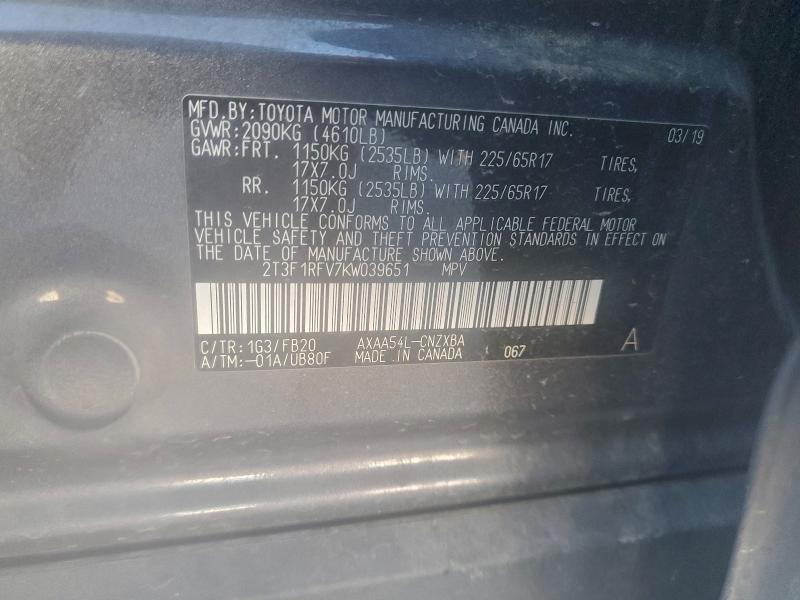 MFD.BY:TOYOTA MOTOR MANUFACTURING CANADA INC. 03/19
GVWR:2090KG (4610LB)
GAWR:FRT. 1150KG (2535LB) WITH 225/65R17 TIRES,
17X7.0J RIMS.
RR. 1150KG (2535LB) WITH 225/65R17 TIRES,
17X7.0J RIMS.
THIS VEHICLE CONFORMS TO ALL APPLICABLE FEDERAL MOTOR
VEHICLE SAFETY AND THEFT PREVENTION STANDARDS IN EFFECT ON
THE DATE OF MANUFACTURE SHOWN ABOVE.
2T3F1RFV7KW039651 MPV
C/TR:1G3/FB20 AXAA54L-CNZXBA A
A/TM:-01A/UB80F MADE IN CANADA 067